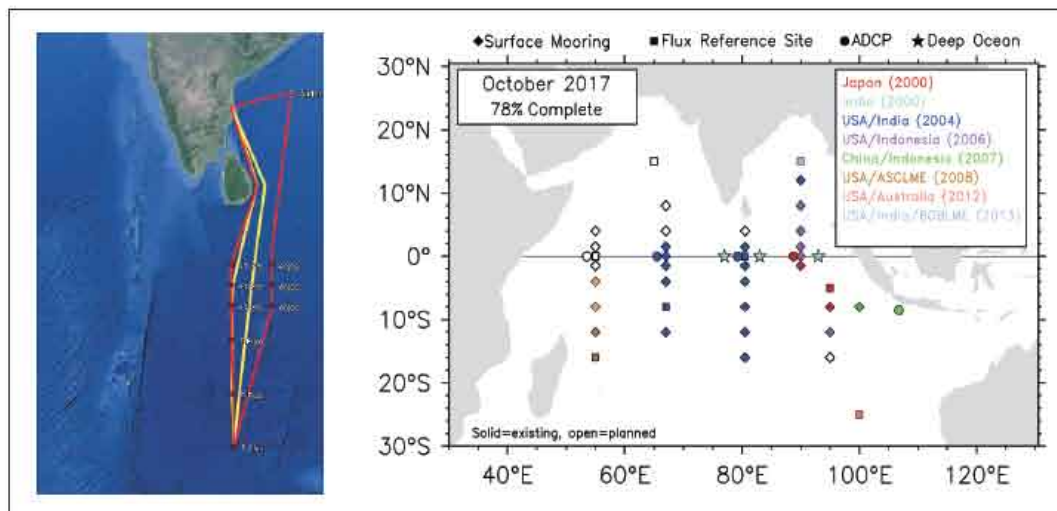 ◆Surface Mooring ■Flux Reference Site ●ADCP ★Deep Ocean
30°N
20°N
10°N
0°
10°S
20°S
30°S
October 2017
78% Complete
Japan (2000)
India (2000)
USA/India (2004)
USA/Indonesia (2006)
China/Indonesia (2007)
USA/ASCLME (2008)
USA/Australia (2012)
USA/India/BOBLME (2013)
Solid=existing, open=planned
40°E 60°E 80°E 100°E 120°E